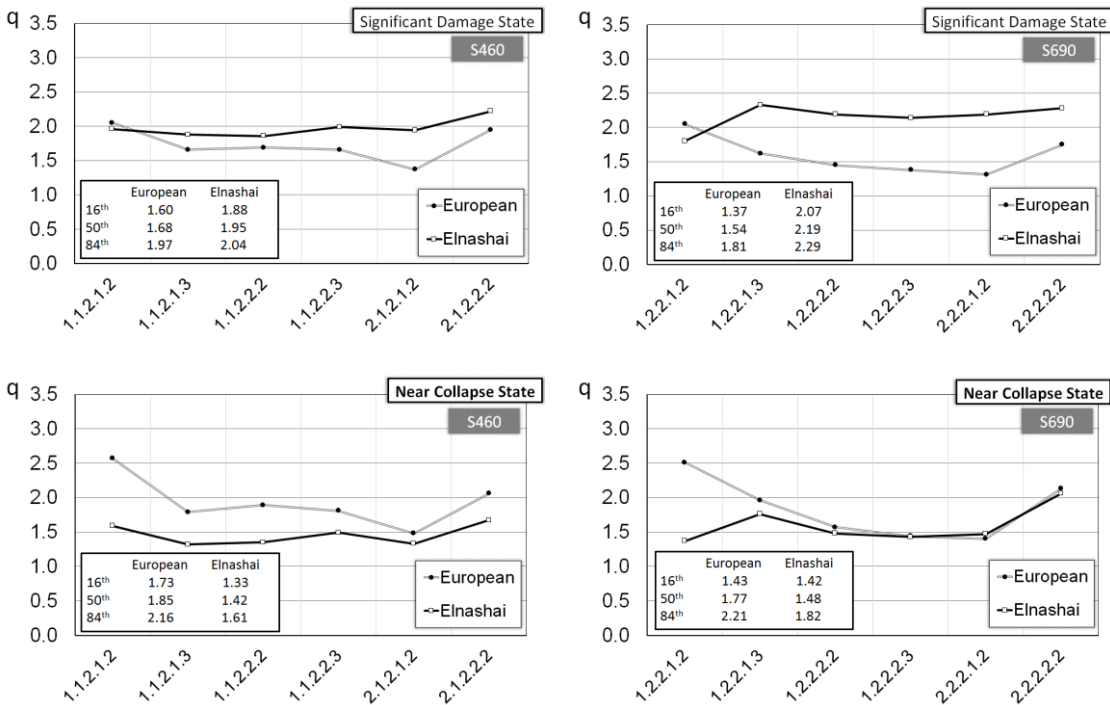 q
3.5
3.0
2.5
2.0
1.5
1.0
0.5
0.0
Significant Damage State
S460
European Elnashai
16th 1.60 1.88
50th 1.68 1.95
84th 1.97 2.04
European
Elnashai
1.1.2.1.2
1.1.2.1.3
1.1.2.2.2
1.1.2.2.3
2.1.2.1.2
2.1.2.2.2
q
3.5
3.0
2.5
2.0
1.5
1.0
0.5
0.0
Significant Damage State
S690
European Elnashai
16th 1.37 2.07
50th 1.54 2.19
84th 1.81 2.29
European
Elnashai
1.2.2.1.2
1.2.2.1.3
1.2.2.2.2
1.2.2.2.3
2.2.2.1.2
2.2.2.2.2
q
3.5
3.0
2.5
2.0
1.5
1.0
0.5
0.0
Near Collapse State
S460
European Elnashai
16th 1.73 1.33
50th 1.85 1.42
84th 2.16 1.61
European
Elnashai
1.1.2.1.2
1.1.2.1.3
1.1.2.2.2
1.1.2.2.3
2.1.2.1.2
2.1.2.2.2
q
3.5
3.0
2.5
2.0
1.5
1.0
0.5
0.0
Near Collapse State
S690
European Elnashai
16th 1.43 1.42
50th 1.77 1.48
84th 2.21 1.82
European
Elnashai
1.2.2.1.2
1.2.2.1.3
1.2.2.2.2
1.2.2.2.3
2.2.2.1.2
2.2.2.2.2